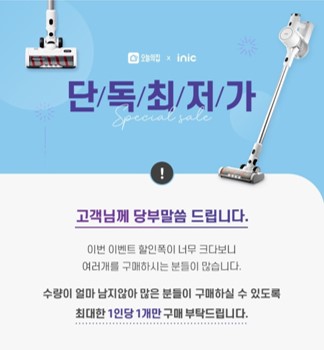 오늘의집 × inic
단/독/최/저/가
Special sale
!
고객님께 당부말씀 드립니다.
이번 이벤트 할인폭이 너무 크다보니
여러개를 구매하시는 분들이 많습니다.
수량이 얼마 남지않아 많은 분들이 구매하실 수 있도록
최대한 1인당 1개만 구매 부탁드립니다.